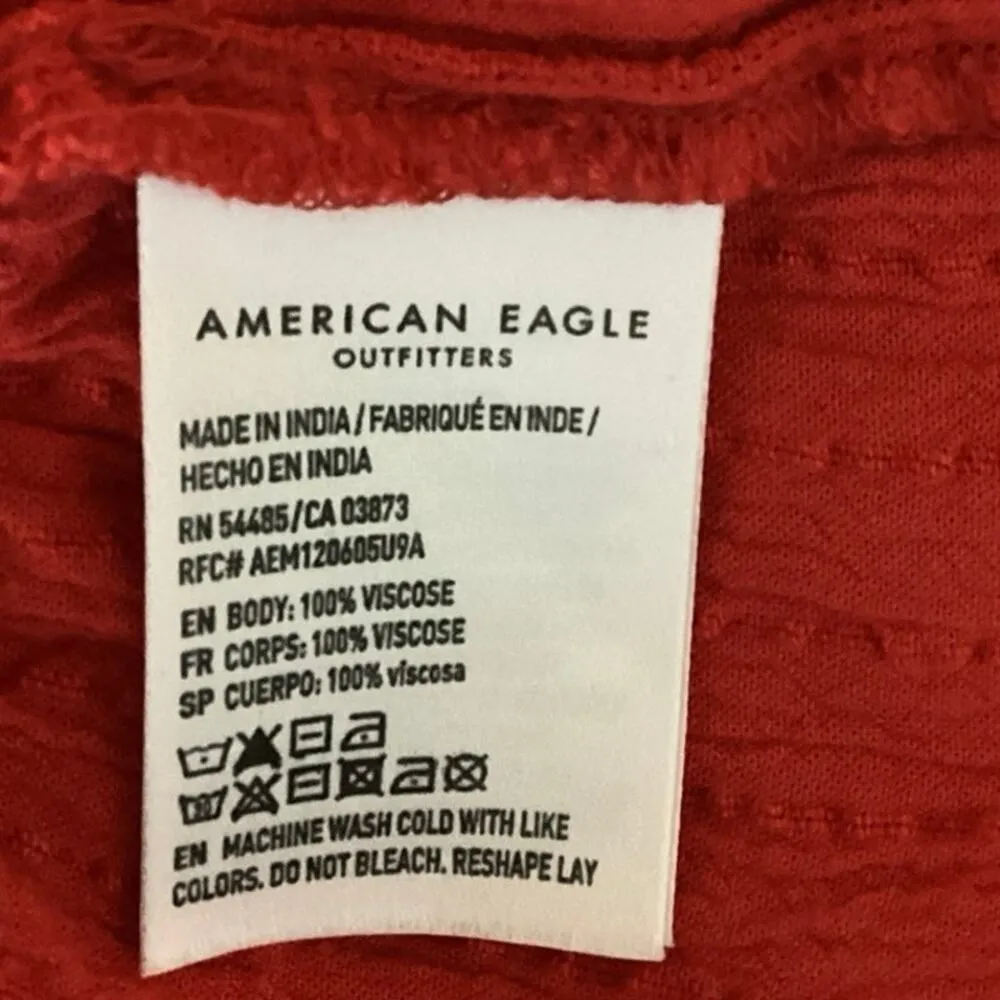 AMERICAN EAGLE
OUTFITTERS
MADE IN INDIA / FABRIQUÉ EN INDE /
HECHO EN INDIA
RN 54485/CA 03873
RFC# AEM120605U9A
EN BODY: 100% VISCOSE
FR CORPS: 100% VISCOSE
SP CUERPO: 100% víscosa
EN MACHINE WASH COLD WITH LIKE
COLORS. DO NOT BLEACH. RESHAPE LAY